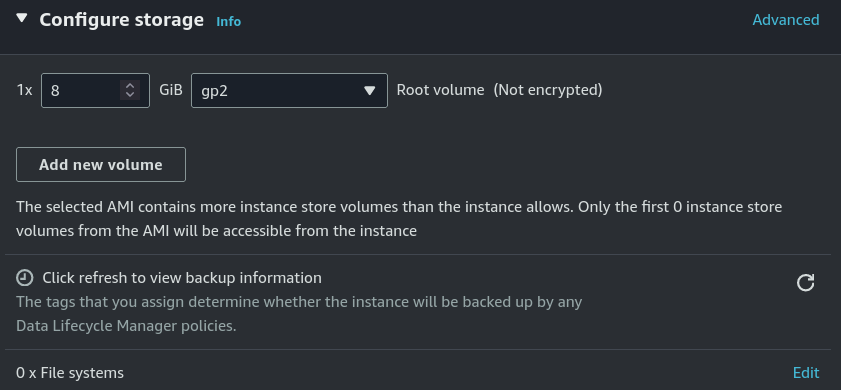 Configure storage Info Advanced
1x 8 GiB gp2 Root volume (Not encrypted)
Add new volume
The selected AMI contains more instance store volumes than the instance allows. Only the first 0 instance store
volumes from the AMI will be accessible from the instance
Click refresh to view backup information
The tags that you assign determine whether the instance will be backed up by any
Data Lifecycle Manager policies.
0 x File systems Edit